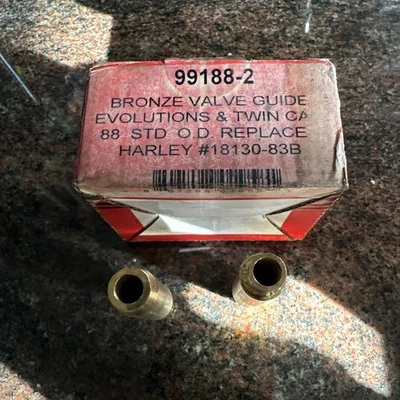 99188-2
BRONZE VALVE GUIDE
EVOLUTIONS & TWIN CA
88 STD O.D. REPLACE
HARLEY #18130-83B